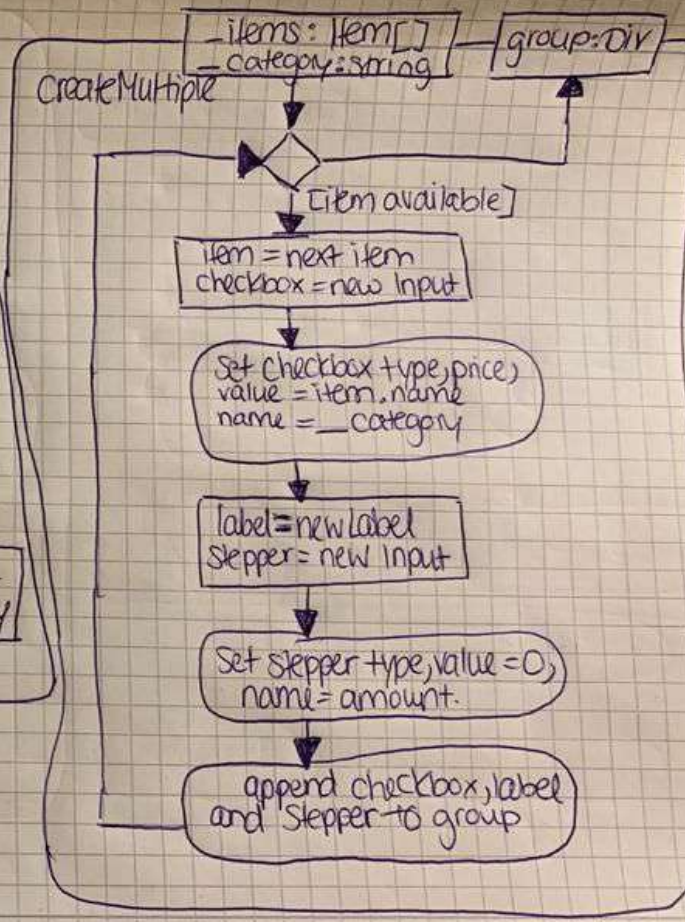 _items: Item[]
_category: string
group: Div
CreateMultiple
[item available]
item = next item
checkbox = new Input
Set checkbox type, price,
value = item.name
name = _category
label = new Label
stepper = new Input
Set stepper type, value = 0,
name = amount.
append checkbox, label
and stepper to group